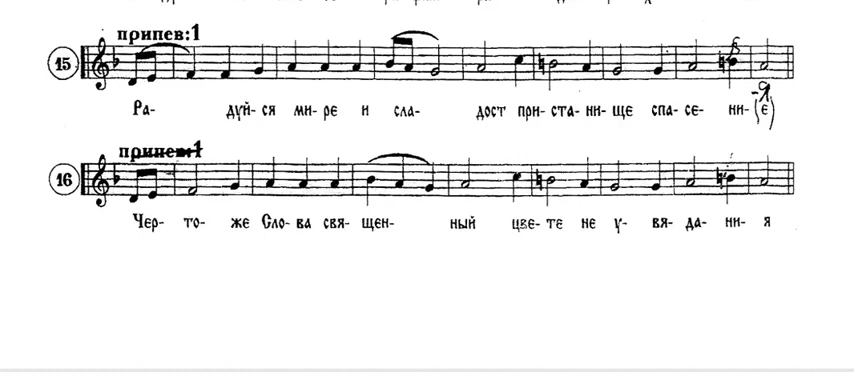 припев:1
15
Ра- дуй- ся ми- ре и сла- дост при- ста- ни- ще спа- се- ни- (е)
-я
припев:1
16
Чер- то- же Сло- ва свя- щен- ный цве- те не у- вя- да- ни- я